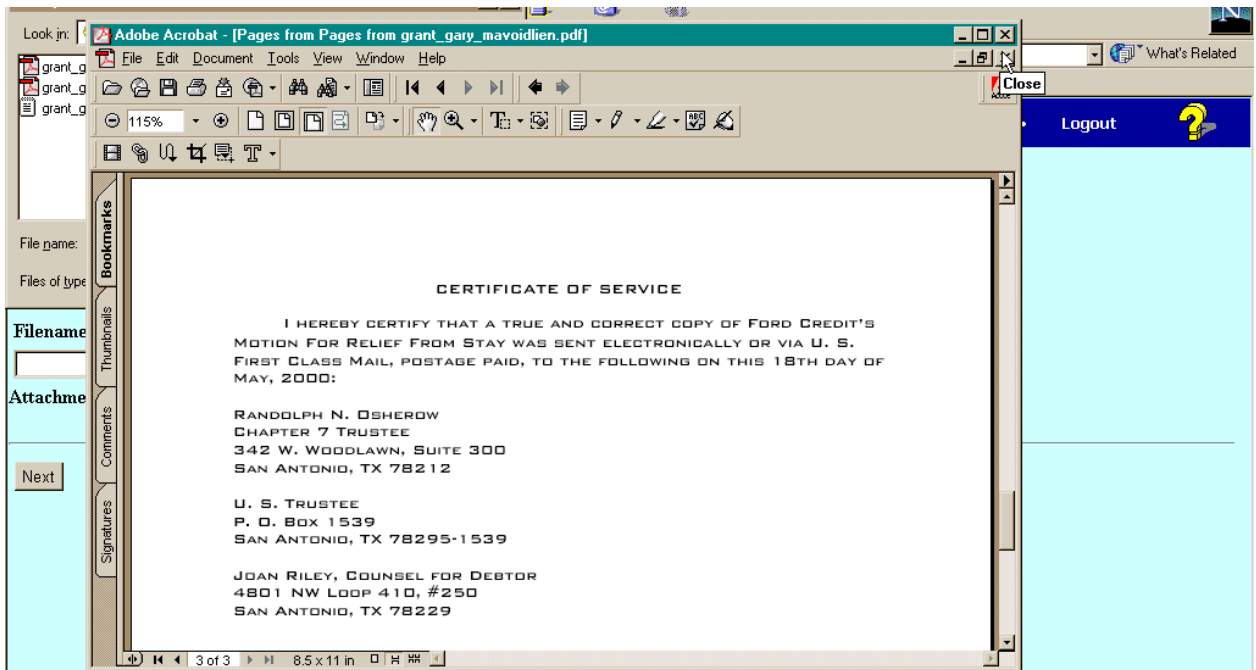 Look in:
Adobe Acrobat - [Pages from Pages from grant_gary_mavoidlien.pdf]
File Edit Document Tools View Window Help
What's Related
grant_g
grant_g
grant_g
Close
115%
Logout
Bookmarks
Thumbnails
Comments
Signatures
File name:
Files of type
Filename
Attachme
Next
CERTIFICATE OF SERVICE
I HEREBY CERTIFY THAT A TRUE AND CORRECT COPY OF FORD CREDIT'S
MOTION FOR RELIEF FROM STAY WAS SENT ELECTRONICALLY OR VIA U. S.
FIRST CLASS MAIL, POSTAGE PAID, TO THE FOLLOWING ON THIS 18TH DAY OF
MAY, 2000:
RANDOLPH N. OSHEROW
CHAPTER 7 TRUSTEE
342 W. WOODLAWN, SUITE 300
SAN ANTONIO, TX 78212
U. S. TRUSTEE
P. O. BOX 1539
SAN ANTONIO, TX 78295-1539
JOAN RILEY, COUNSEL FOR DEBTOR
4801 NW LOOP 410, #250
SAN ANTONIO, TX 78229
3 of 3
8.5 x 11 in